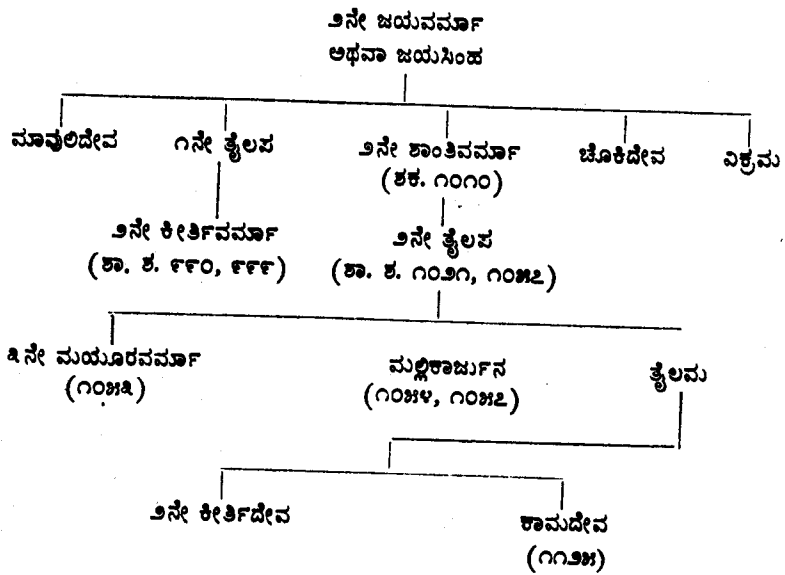 ೨ನೇ ಜಯವರ್ಮಾ
ಅಥವಾ ಜಯಸಿಂಹ
ಮಾವುಲಿದೇವ ೧ನೇ ತೈಲಪ ೨ನೇ ಶಾಂತಿವರ್ಮಾ ಚೊಕಿದೇವ ವಿಕ್ರಮ
(ಶಕ. ೧೦೧೦)
೨ನೇ ಕೀರ್ತಿವರ್ಮಾ ೨ನೇ ತೈಲಪ
(ಶಾ. ಶ. ೯೯೦, ೯೯೯) (ಶಾ. ಶ. ೧೦೨೧, ೧೦೫೭)
೩ನೇ ಮಯೂರವರ್ಮಾ ಮಲ್ಲಿಕಾರ್ಜುನ ತೈಲಮ
(೧೦೫೩) (೧೦೫೪, ೧೦೫೭)
೨ನೇ ಕೀರ್ತಿದೇವ ಕಾಮದೇವ
(೧೧೨೫)